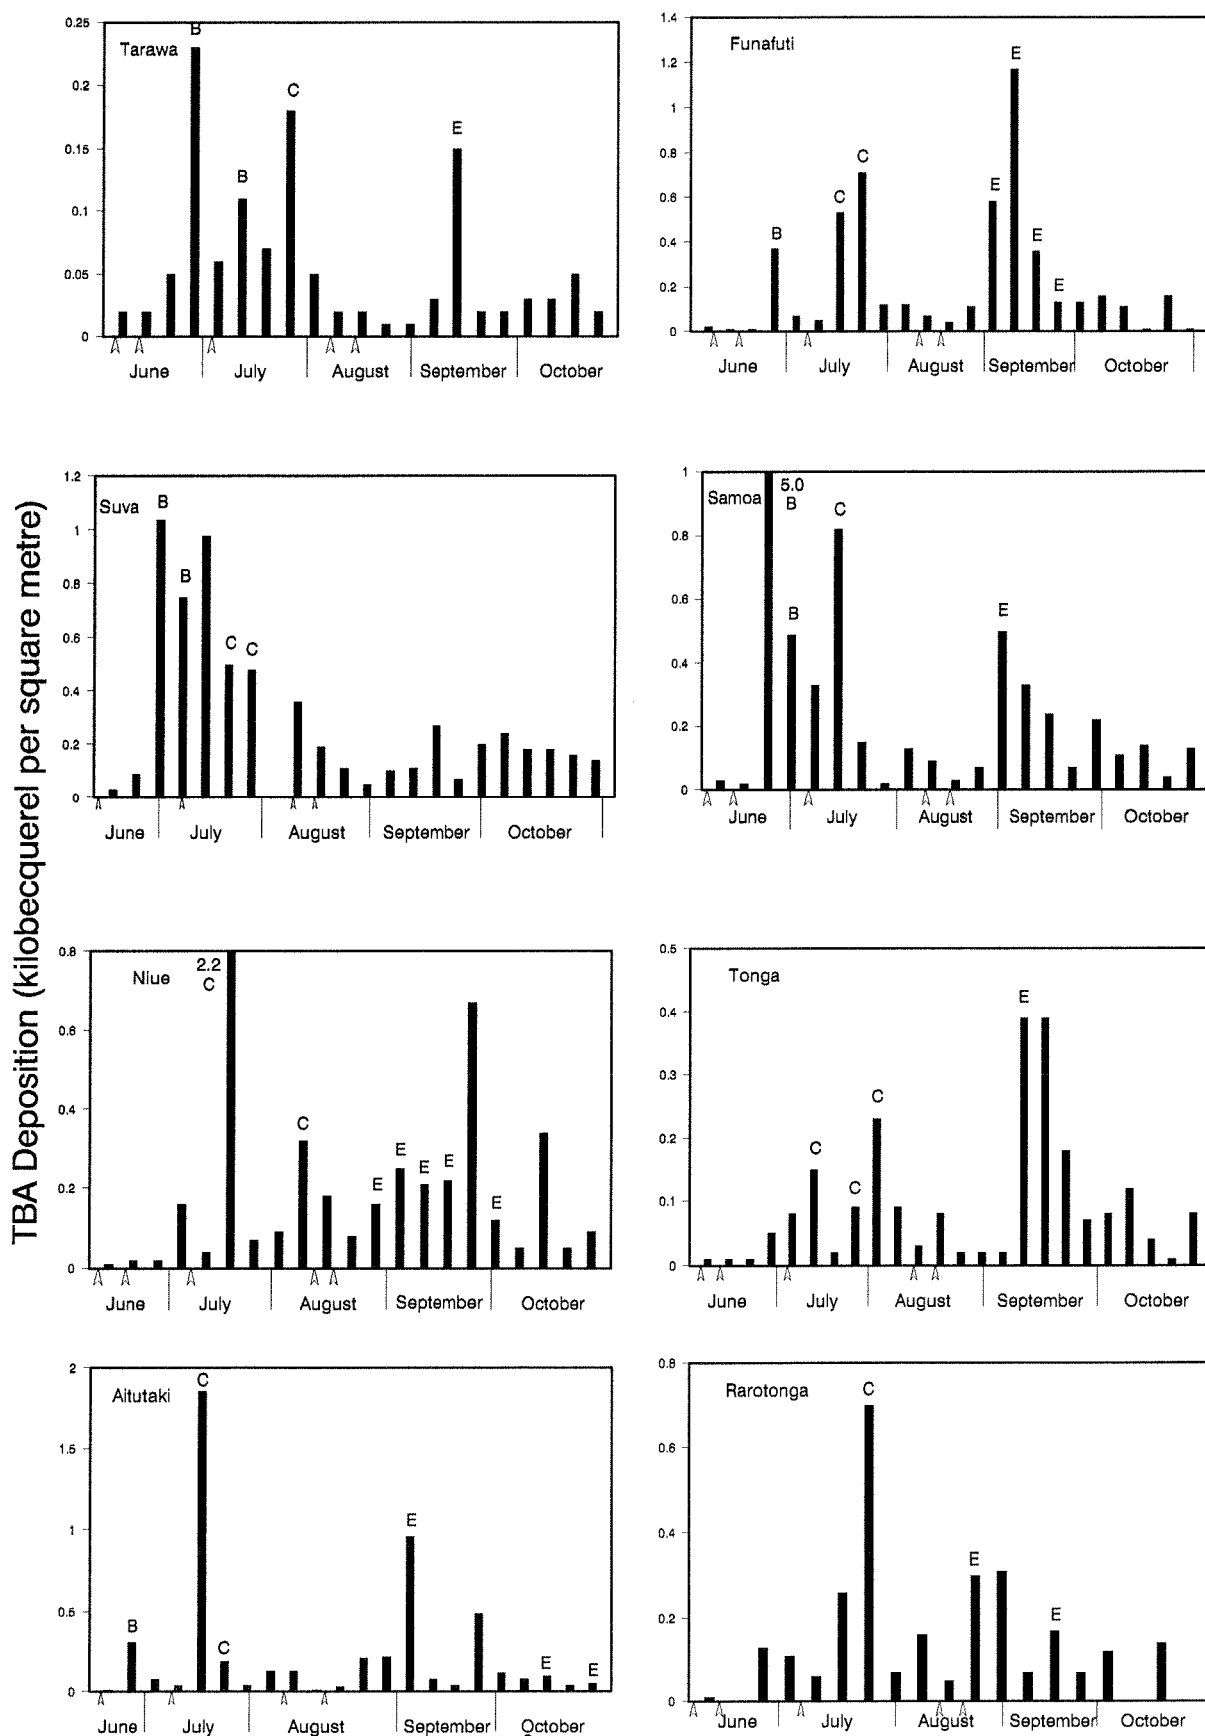 TBA Deposition (kilobecquerel per square metre)
Tarawa
0.25
0.2
0.15
0.1
0.05
0
B
B
C
E
June July August September October
Funafuti
1.4
1.2
1
0.8
0.6
0.4
0.2
0
B
C
C
E
E
E
E
June July August September October
Suva
1.2
1
0.8
0.6
0.4
0.2
0
B
B
C
C
June July August September October
Samoa
1
0.8
0.6
0.4
0.2
0
5.0
B
B
C
E
June July August September October
Niue
0.8
0.6
0.4
0.2
0
2.2
C
C
E
E
E
E
E
June July August September October
Tonga
0.5
0.4
0.3
0.2
0.1
0
C
C
C
E
June July August September October
Aitutaki
2
1.5
1
0.5
0
B
C
C
E
E
E
June July August September October
Rarotonga
0.8
0.6
0.4
0.2
0
C
E
E
June July August September October